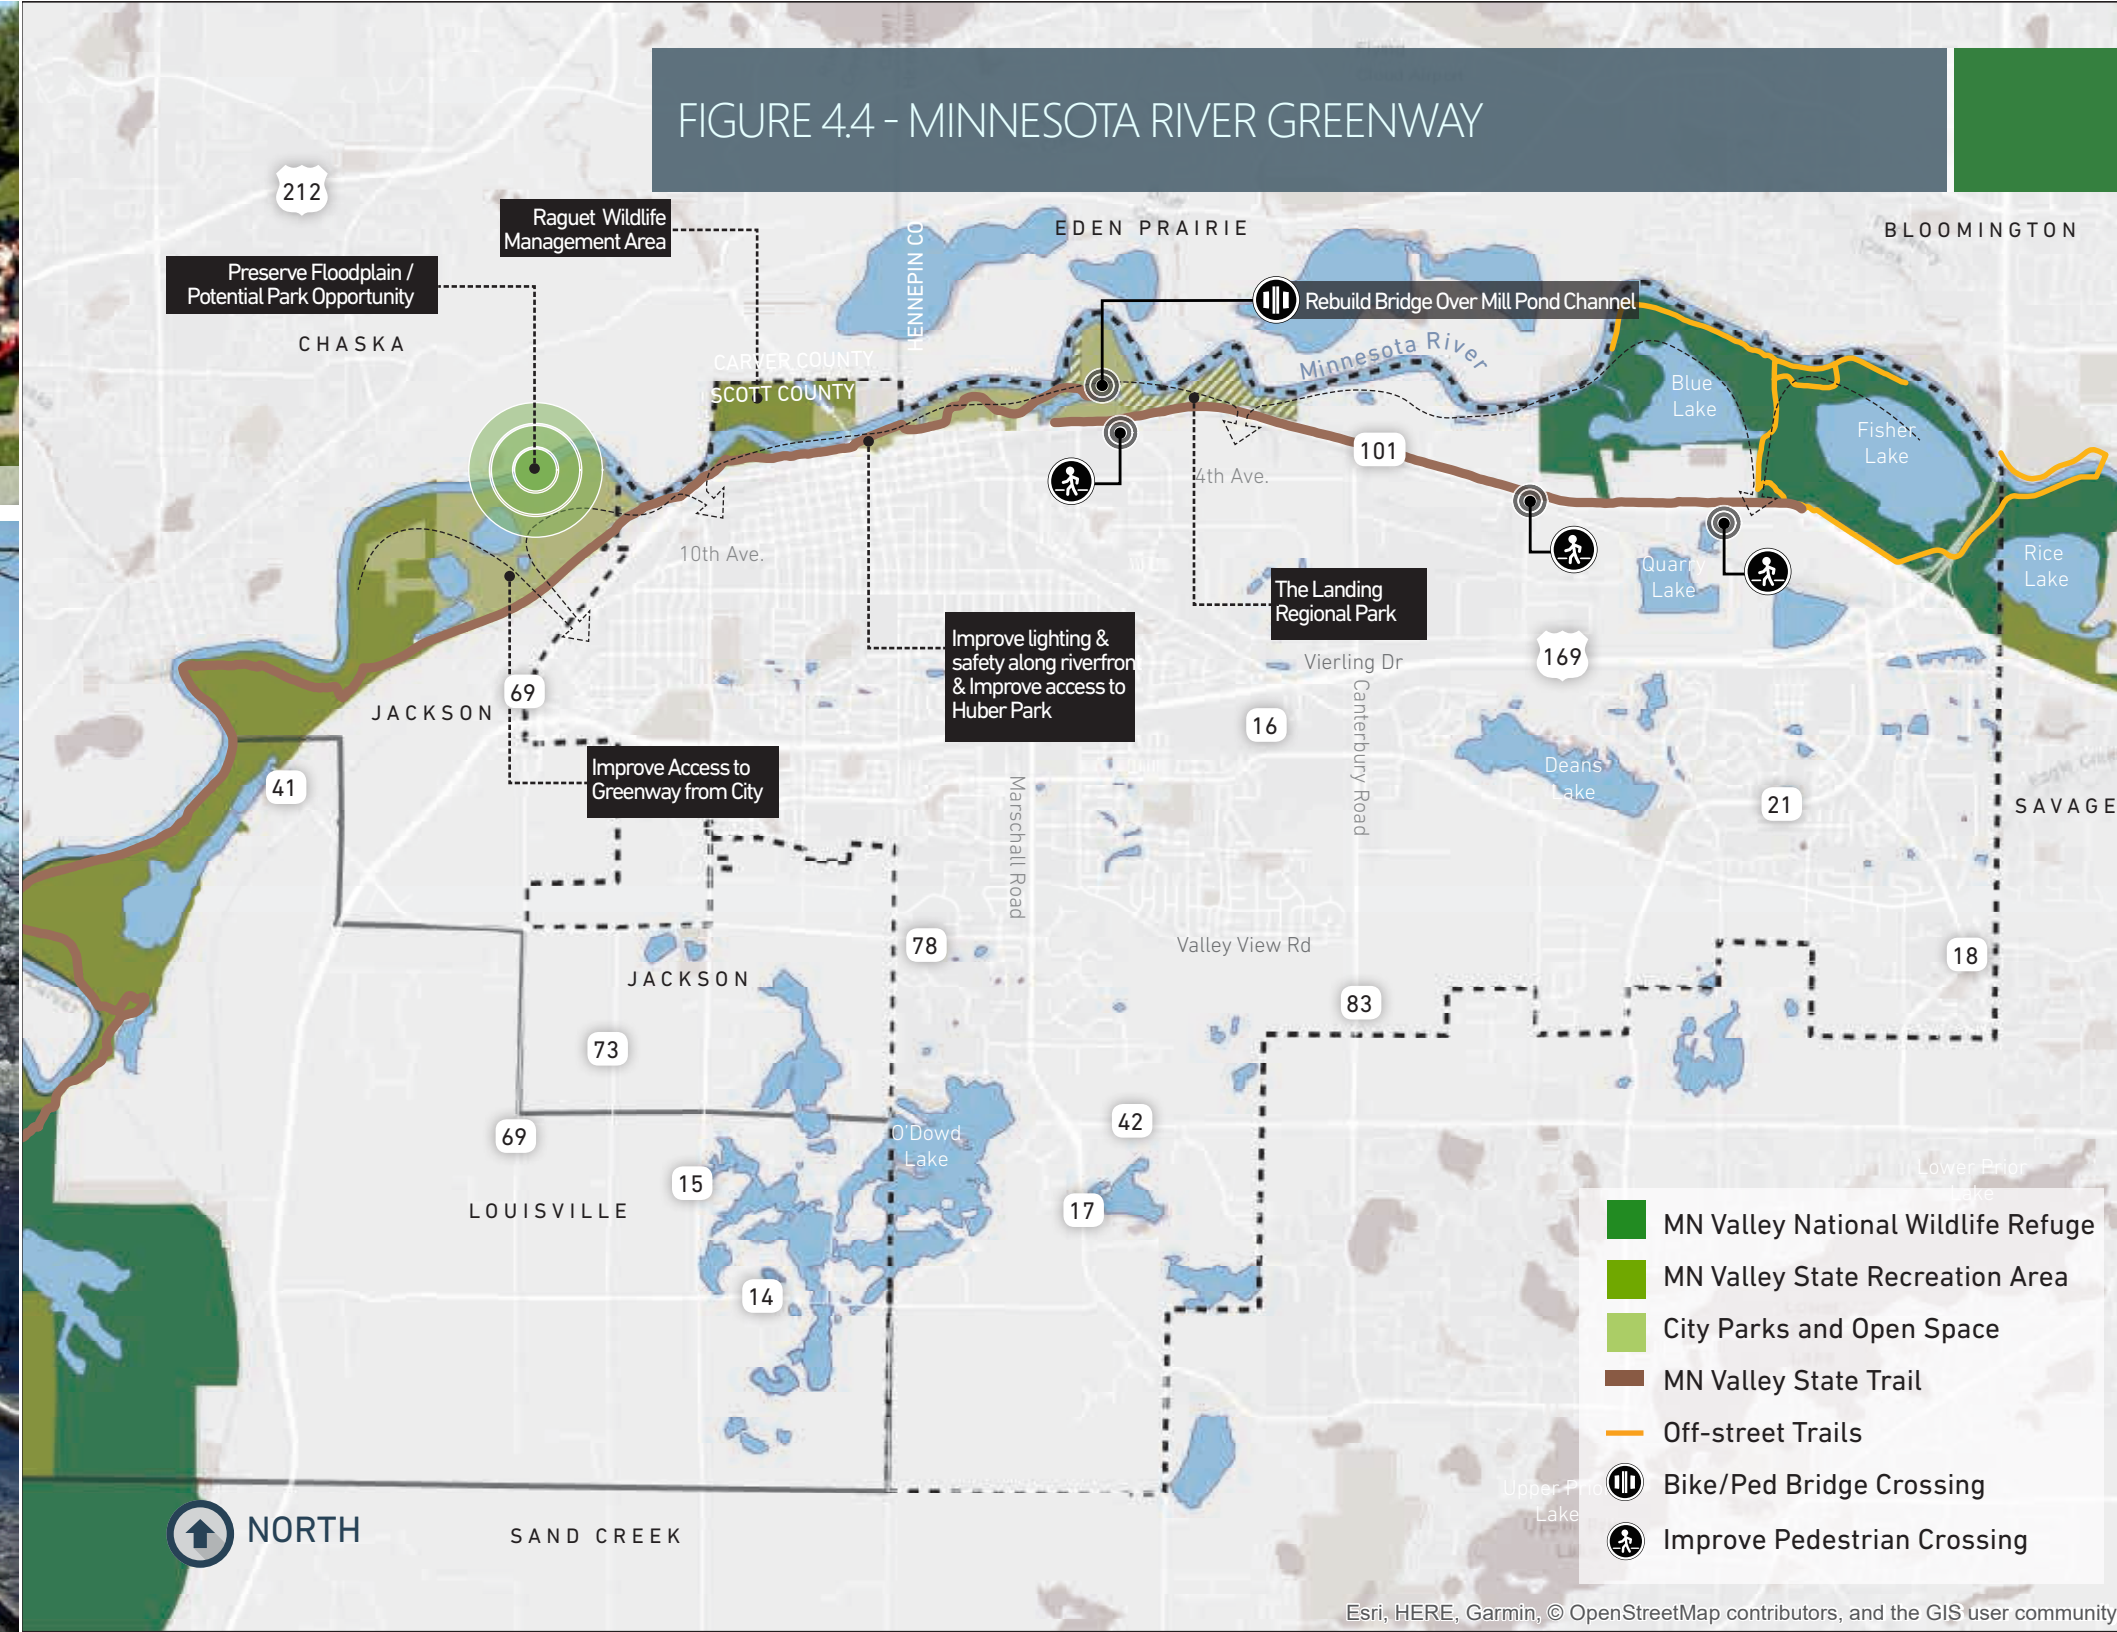 FIGURE 4.4 - MINNESOTA RIVER GREENWAY
212
Raguet Wildlife
Management Area
EDEN PRAIRIE
BLOOMINGTON
Preserve Floodplain /
Potential Park Opportunity
HENNEPIN CO
Rebuild Bridge Over Mill Pond Channel
CHASKA
CARVER COUNTY
SCOTT COUNTY
Minnesota River
Blue
Lake
Fisher
Lake
101
4th Ave.
10th Ave.
Quarry
Lake
Rice
Lake
The Landing
Regional Park
Improve lighting &
safety along riverfron
& Improve access to
Huber Park
Vierling Dr
169
69
JACKSON
16
Canterbury Road
Improve Access to
Greenway from City
41
Marschall Road
Deans
Lake
21
SAVAGE
78
Valley View Rd
18
JACKSON
83
73
69
42
O'Dowd
Lake
15
17
LOUISVILLE
14
Lower Prior
Lake
MN Valley National Wildlife Refuge
MN Valley State Recreation Area
City Parks and Open Space
MN Valley State Trail
Off-street Trails
Bike/Ped Bridge Crossing
Improve Pedestrian Crossing
Upper Prio
Lake
NORTH
SAND CREEK
Esri, HERE, Garmin, © OpenStreetMap contributors, and the GIS user community